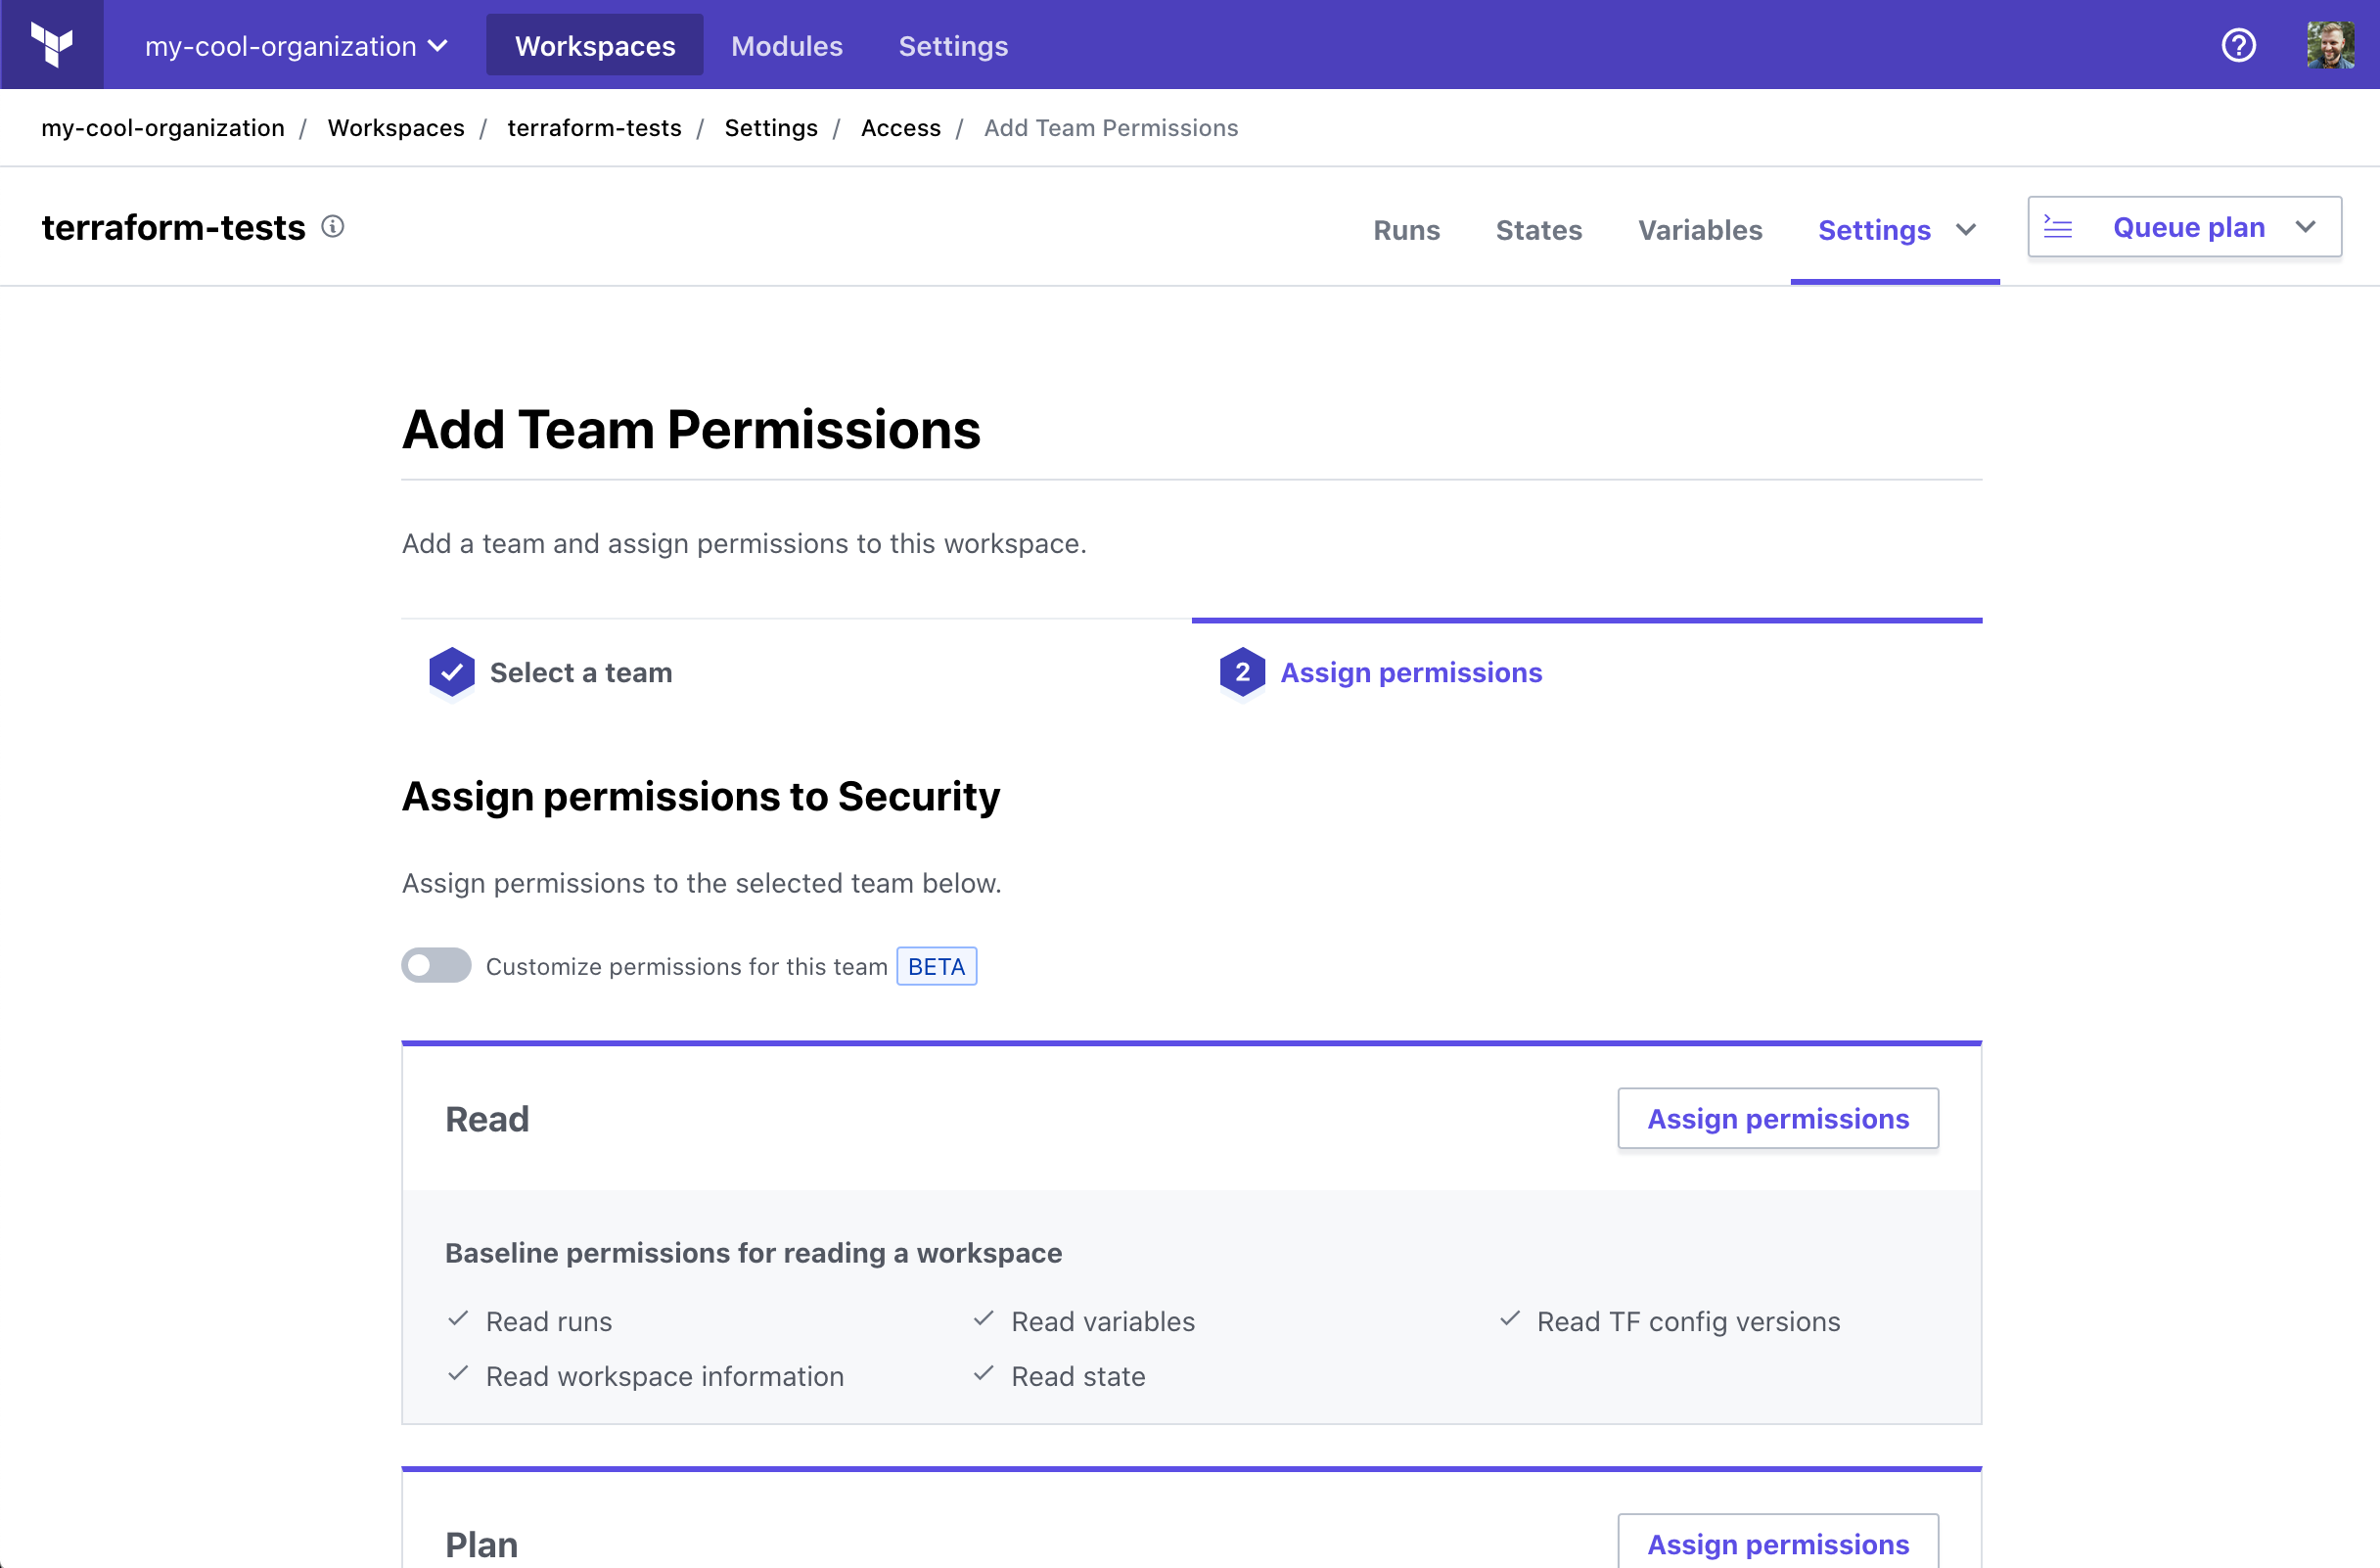 my-cool-organization Workspaces Modules Settings
my-cool-organization / Workspaces / terraform-tests / Settings / Access / Add Team Permissions
terraform-tests Runs States Variables Settings Queue plan
Add Team Permissions
Add a team and assign permissions to this workspace.
Select a team 2 Assign permissions
Assign permissions to Security
Assign permissions to the selected team below.
Customize permissions for this team BETA
Read Assign permissions
Baseline permissions for reading a workspace
Read runs Read variables Read TF config versions
Read workspace information Read state
Plan Assign permissions